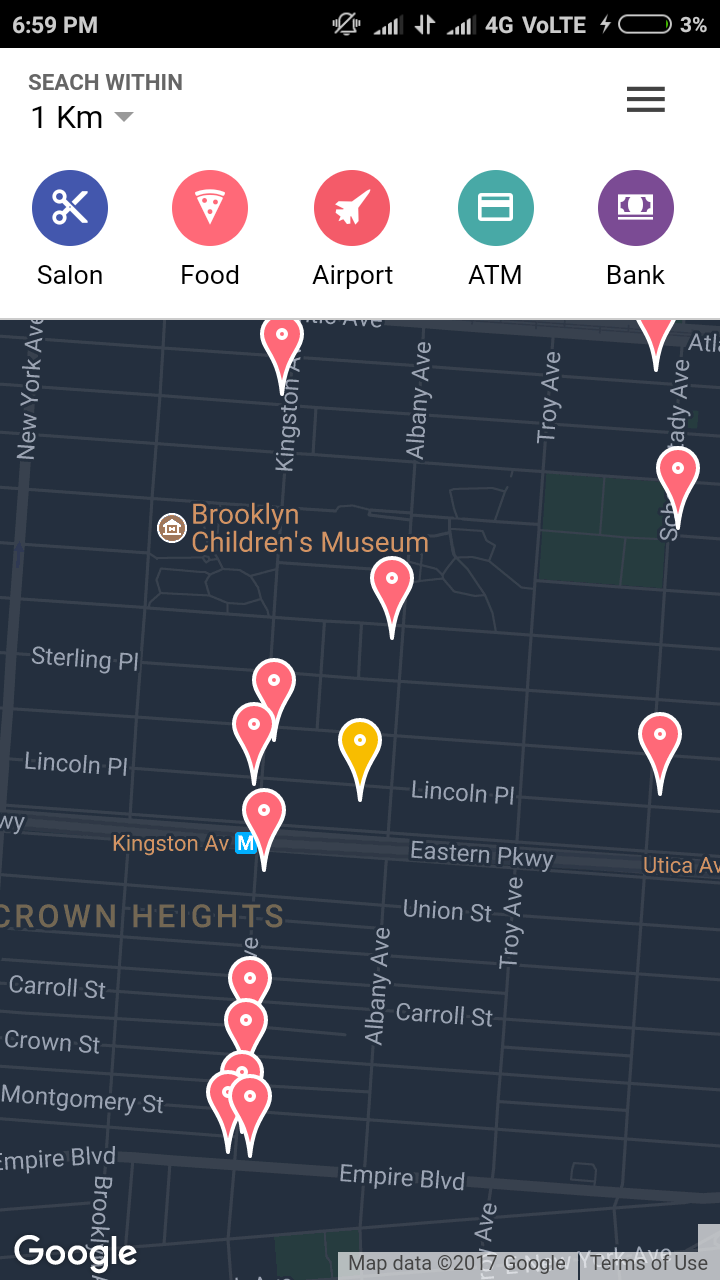 6:59 PM
4G VoLTE
3%
SEACH WITHIN
1 Km
Salon
Food
Airport
ATM
Bank
New York Ave
Kingston
Albany Ave
Troy Ave
Brooklyn
Children's Museum
Sterling Pl
Lincoln Pl
Lincoln Pl
Kingston Av
M
Eastern Pkwy
Utica Av
CROWN HEIGHTS
Union St
Troy Ave
Albany Ave
Carroll St
Carroll St
Crown St
Montgomery St
Empire Blvd
Empire Blvd
Google
Map data ©2017 Google
Terms of Use